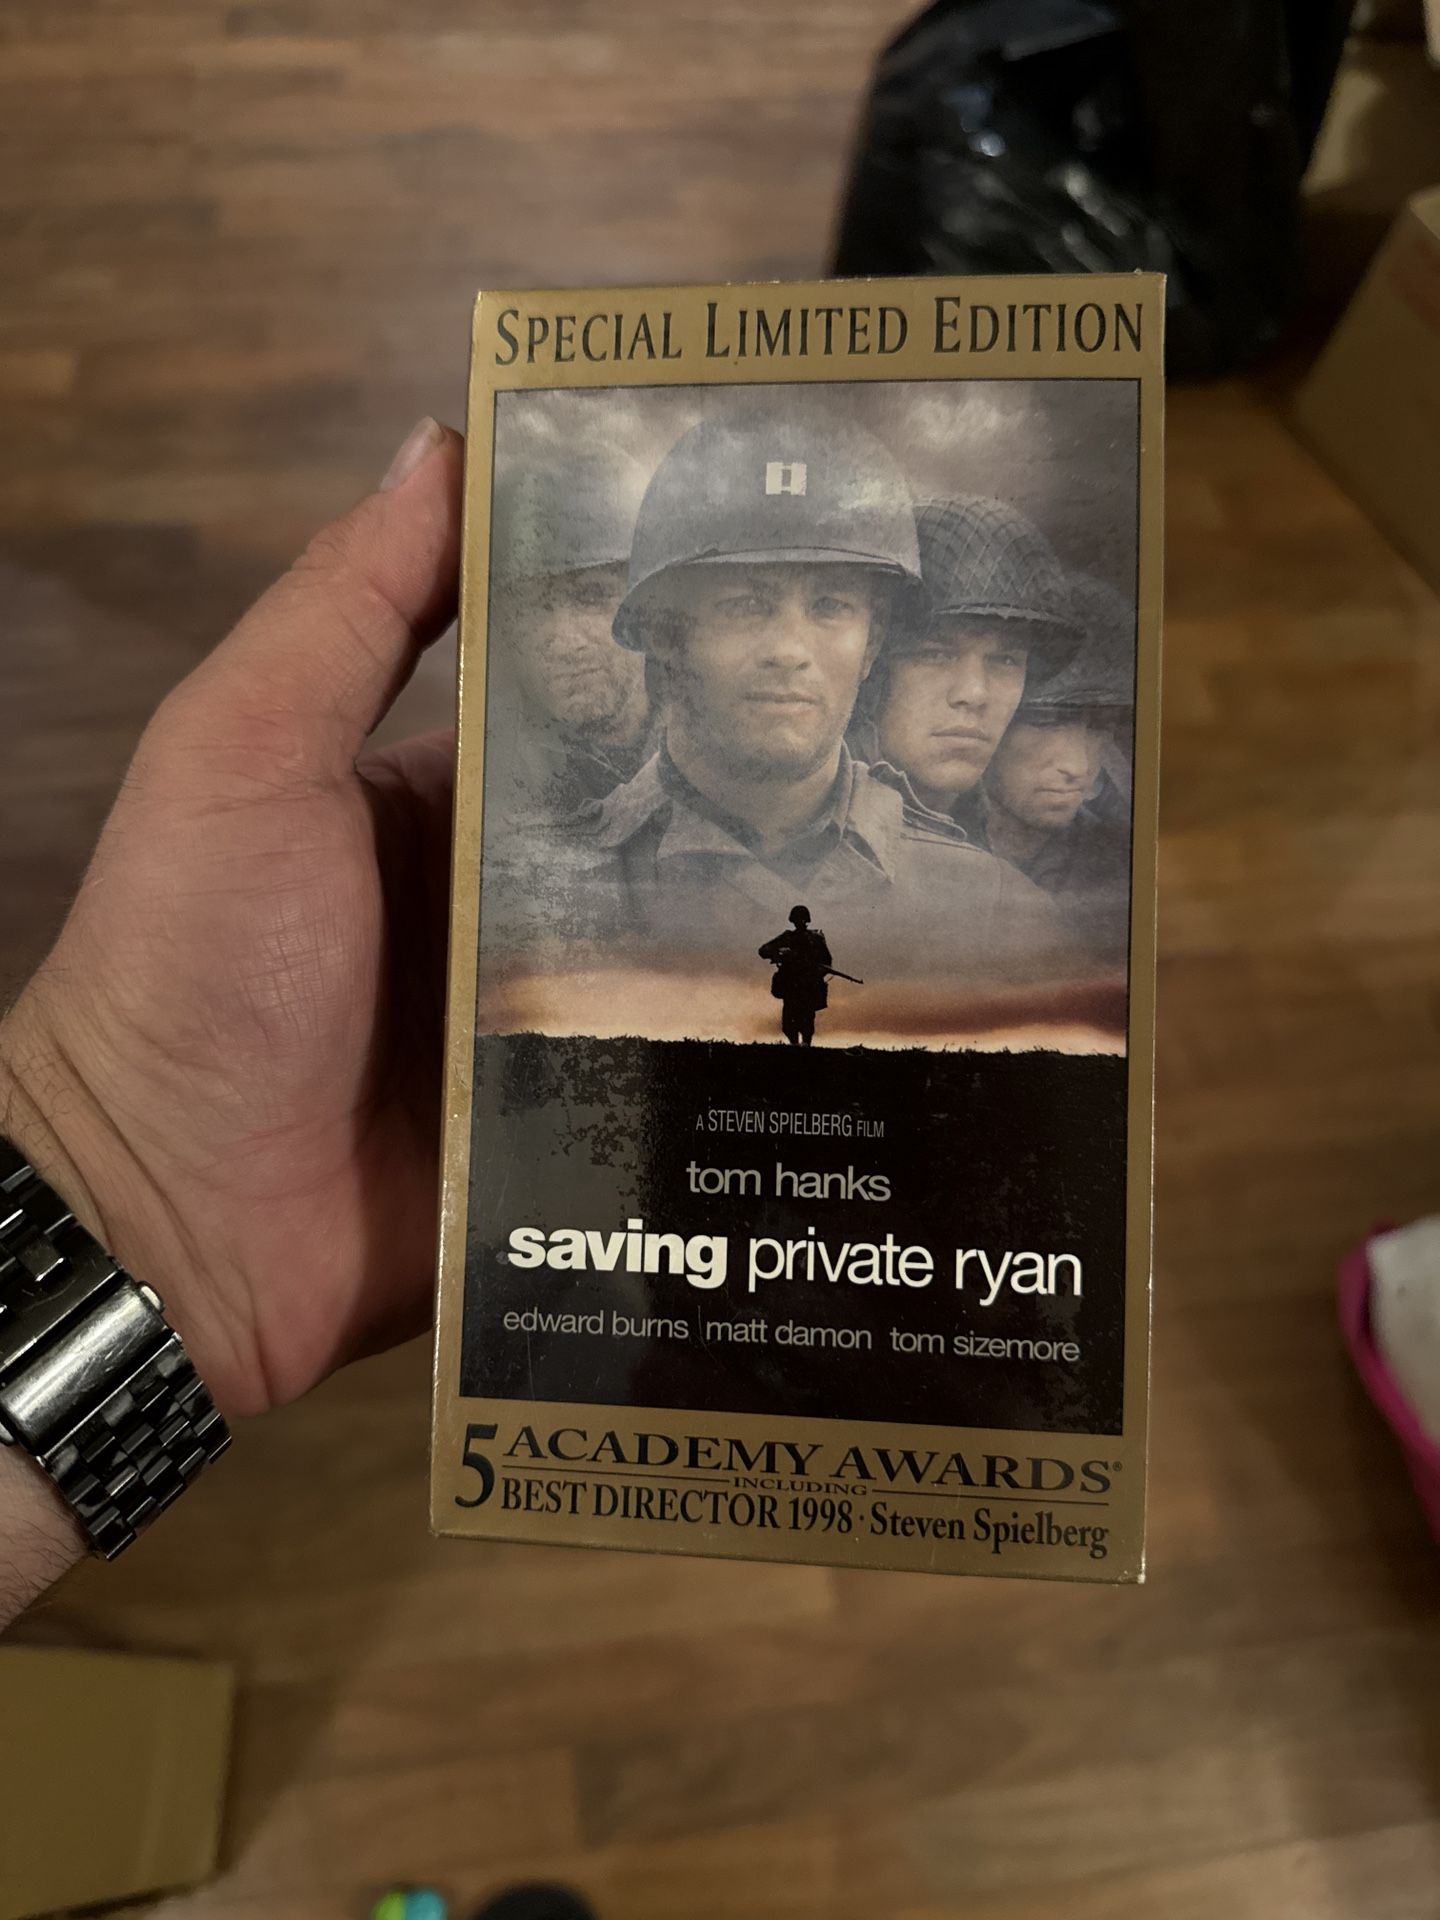 SPECIAL LIMITED EDITION
A STEVEN SPIELBERG FILM
tom hanks
saving private ryan
edward burns matt damon tom sizemore
5 ACADEMY AWARDS®
INCLUDING
BEST DIRECTOR 1998 · Steven Spielberg